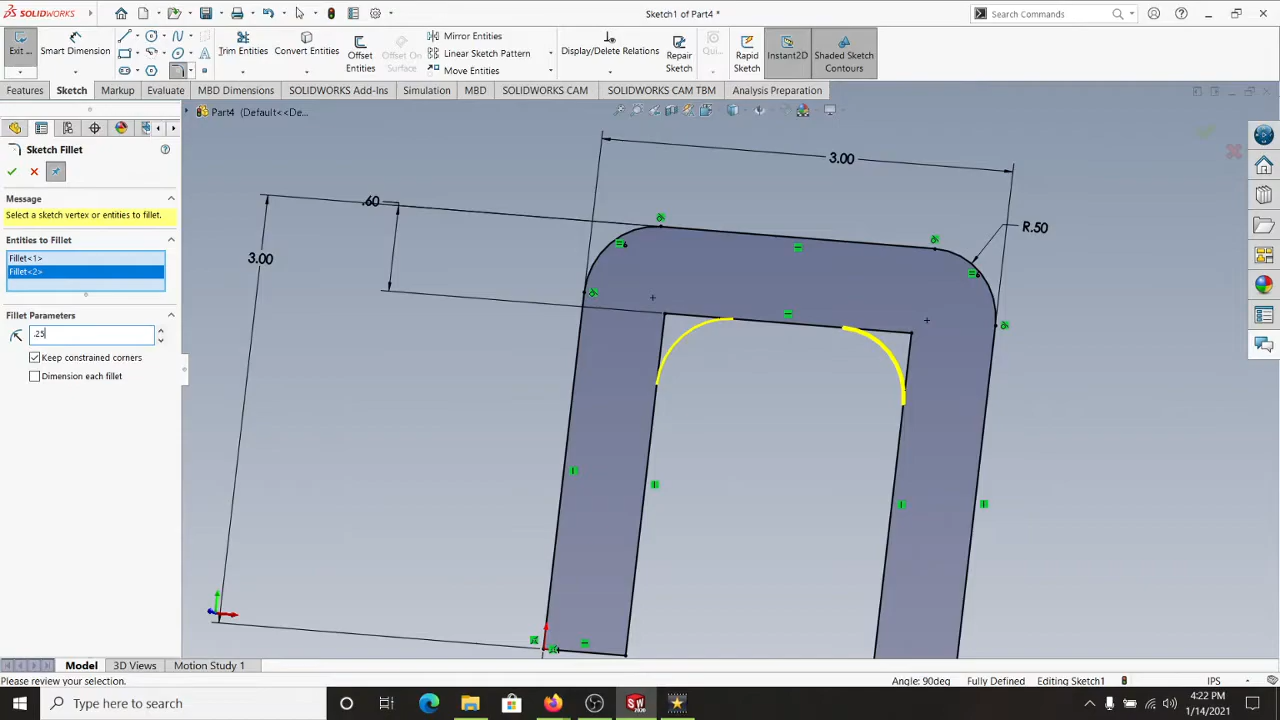 SOLIDWORKS
Sketch1 of Part4 *
Search Commands
Exit ...
Smart Dimension
Trim Entities
Convert Entities
Offset Entities
Offset On Surface
Mirror Entities
Linear Sketch Pattern
Move Entities
Display/Delete Relations
Repair Sketch
Qui...
Rapid Sketch
Instant2D
Shaded Sketch Contours
Features
Sketch
Markup
Evaluate
MBD Dimensions
SOLIDWORKS Add-Ins
Simulation
MBD
SOLIDWORKS CAM
SOLIDWORKS CAM TBM
Analysis Preparation
Part4 (Default<<De...
Sketch Fillet
Message
Select a sketch vertex or entities to fillet.
Entities to Fillet
Fillet<1>
Fillet<2>
Fillet Parameters
.25
Keep constrained corners
Dimension each fillet
3.00
.60
3.00
R.50
Model
3D Views
Motion Study 1
Please review your selection.
Angle: 90deg
Fully Defined
Editing Sketch1
IPS
Type here to search
4:22 PM
1/14/2021